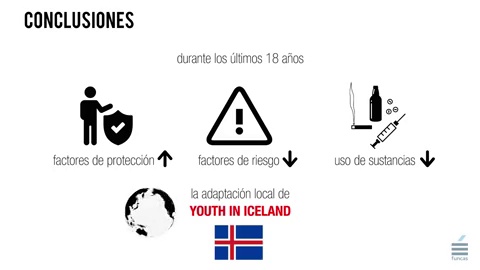 CONCLUSIONES
durante los últimos 18 años
factores de protección
factores de riesgo
uso de sustancias
la adaptación local de
YOUTH IN ICELAND
funcas